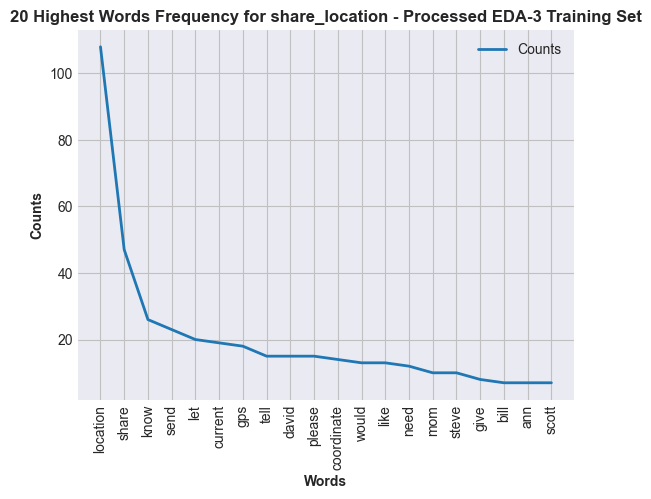 20 Highest Words Frequency for share_location - Processed EDA-3 Training Set
Counts
100
80
60
40
20
Counts
location
share
know
send
let
current
gps
tell
david
please
coordinate
would
like
need
mom
steve
give
bill
ann
scott
Words